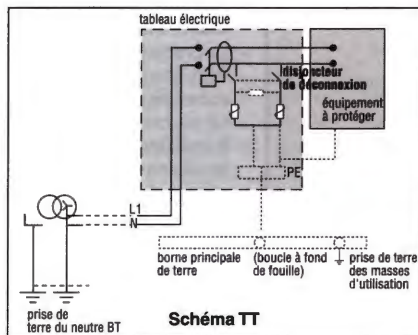 tableau électrique
disjoncteur
de déconnexion
équipement
à protéger
PE
L1
N
borne principale
de terre
(boucle à fond
de fouille)
prise de terre
des masses
d'utilisation
prise de
terre du neutre BT
Schéma TT